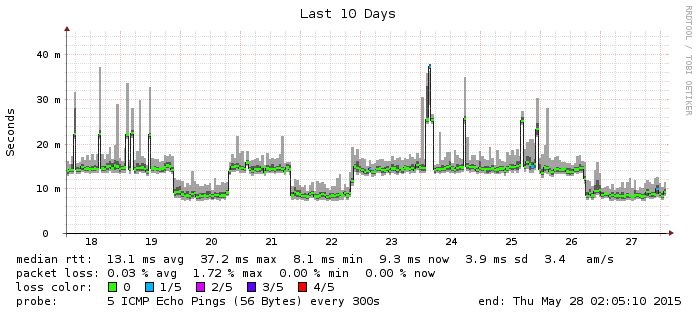 Last 10 Days
RRDTOOL / TOBI OETIKER
Seconds
40 m
30 m
20 m
10 m
0
18 19 20 21 22 23 24 25 26 27
median rtt: 13.1 ms avg 37.2 ms max 8.1 ms min 9.3 ms now 3.9 ms sd 3.4 am/s
packet loss: 0.03 % avg 1.72 % max 0.00 % min 0.00 % now
loss color: 0 1/5 2/5 3/5 4/5
probe: 5 ICMP Echo Pings (56 Bytes) every 300s end: Thu May 28 02:05:10 2015